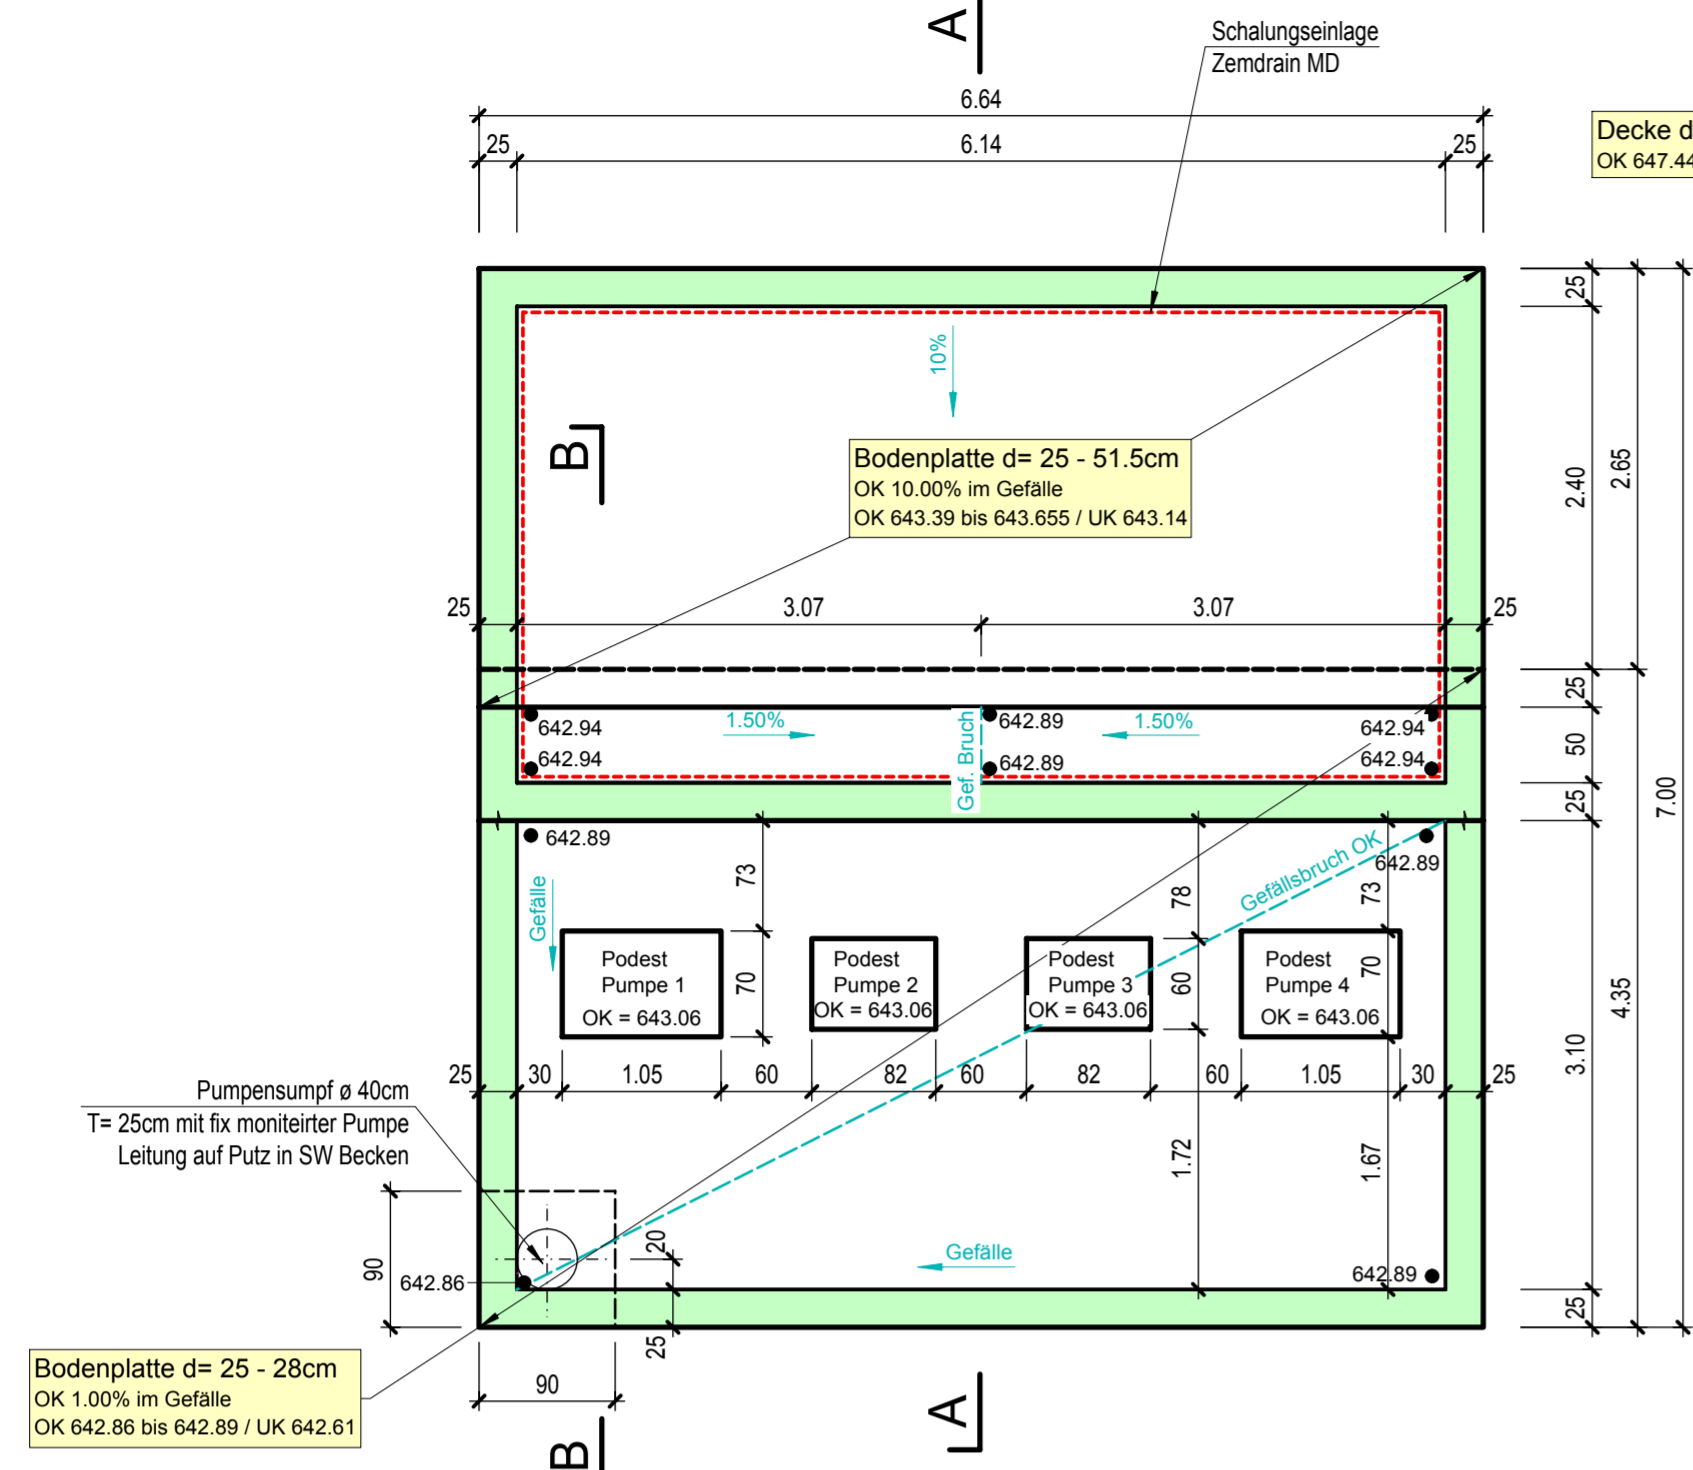 A
Schalungseinlage
Zemdrain MD
6.64
25
6.14
25
Decke d
OK 647.44
25
10%
B
Bodenplatte d= 25 - 51.5cm
OK 10.00% im Gefälle
OK 643.39 bis 643.655 / UK 643.14
2.40
2.65
25
3.07
3.07
25
25
642.94
1.50%
642.89
1.50%
642.94
642.94
Gef. Bruch
642.89
642.94
50
25
7.00
642.89
642.89
Gefälle
73
78
Gefällsbruch OK
73
Podest
Pumpe 1
OK = 643.06
70
Podest
Pumpe 2
OK = 643.06
Podest
Pumpe 3
OK = 643.06
60
Podest
Pumpe 4
OK = 643.06
70
4.35
3.10
25
30
1.05
60
82
60
82
60
1.05
30
25
Pumpensumpf ø 40cm
T= 25cm mit fix moniteirter Pumpe
Leitung auf Putz in SW Becken
1.72
1.67
90
20
642.86
Gefälle
642.89
25
25
Bodenplatte d= 25 - 28cm
OK 1.00% im Gefälle
OK 642.86 bis 642.89 / UK 642.61
90
B
A